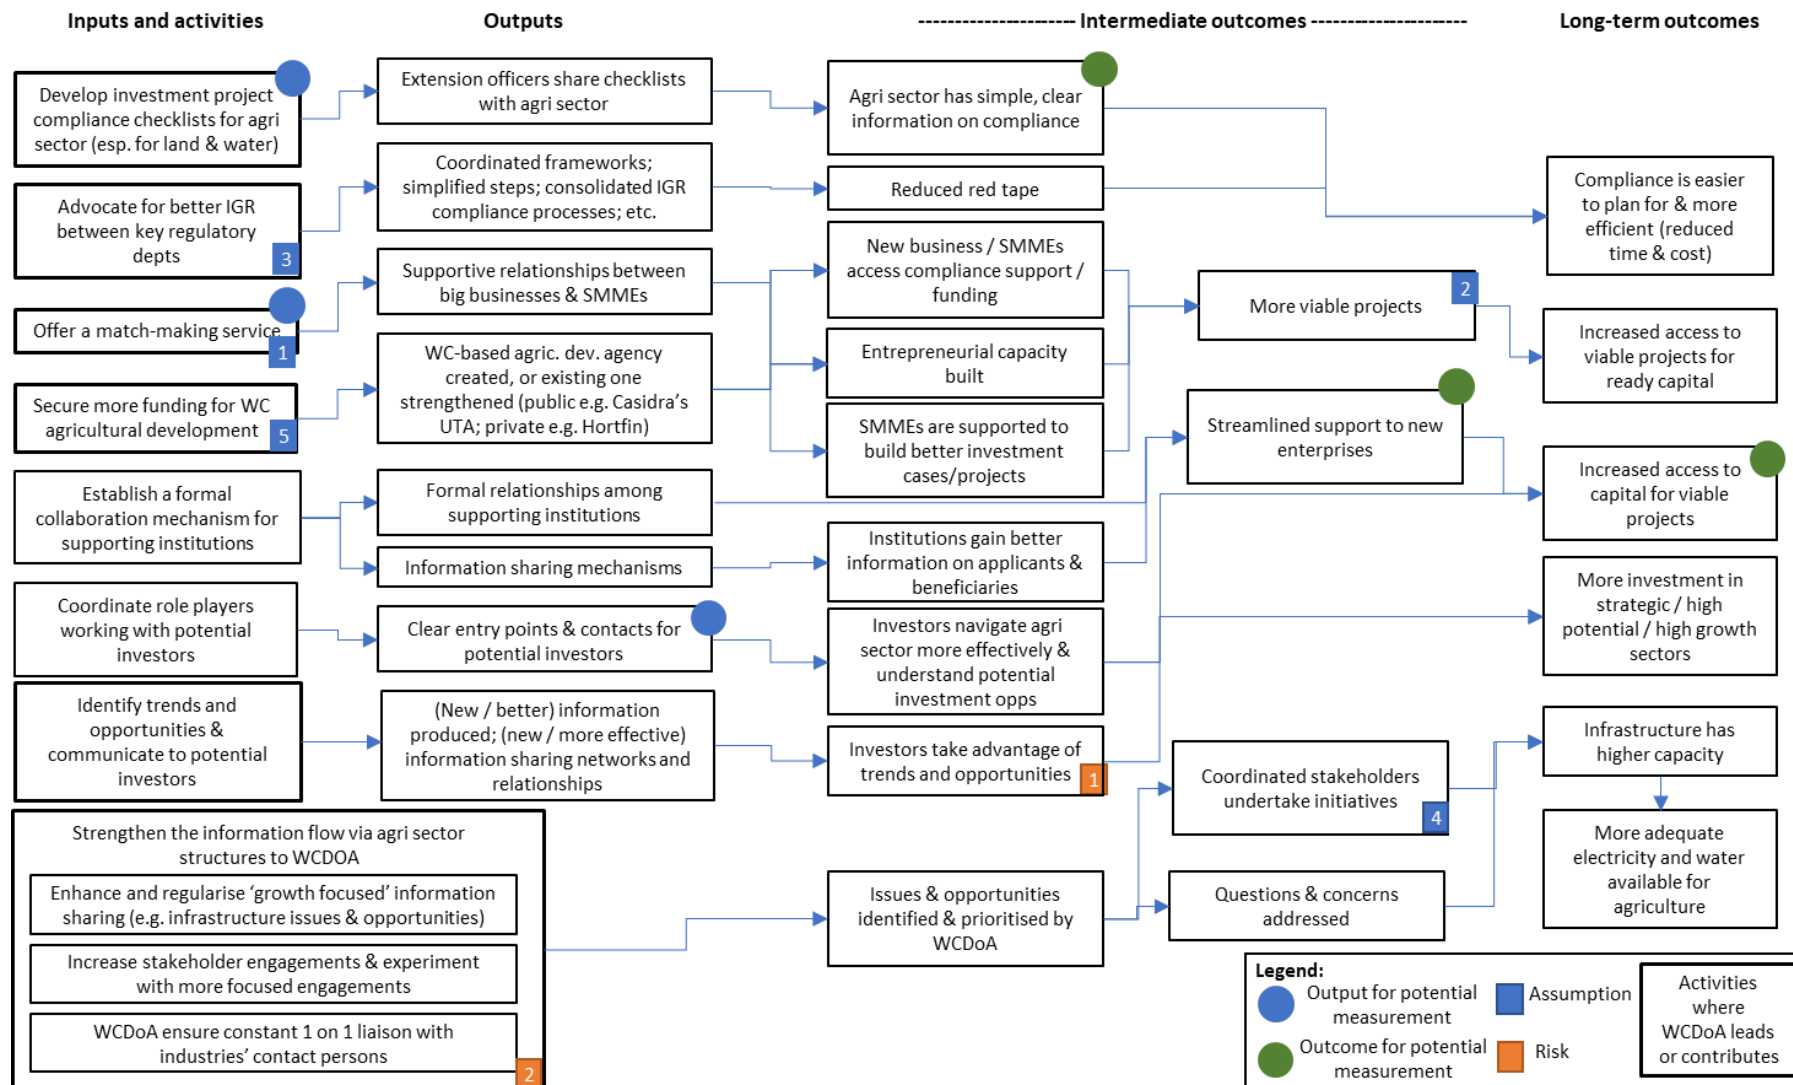 Inputs and activities
Outputs
---------------------- Intermediate outcomes ----------------------
Long-term outcomes
Develop investment project
compliance checklists for agri
sector (esp. for land & water)
Advocate for better IGR
between key regulatory
depts
3
Offer a match-making service
1
Secure more funding for WC
agricultural development
5
Establish a formal
collaboration mechanism for
supporting institutions
Coordinate role players
working with potential
investors
Identify trends and
opportunities &
communicate to potential
investors
Strengthen the information flow via agri sector
structures to WCDOA
Enhance and regularise ‘growth focused’ information
sharing (e.g. infrastructure issues & opportunities)
Increase stakeholder engagements & experiment
with more focused engagements
WCDoA ensure constant 1 on 1 liaison with
industries’ contact persons
2
Extension officers share checklists
with agri sector
Coordinated frameworks;
simplified steps; consolidated IGR
compliance processes; etc.
Supportive relationships between
big businesses & SMMEs
WC-based agric. dev. agency
created, or existing one
strengthened (public e.g. Casidra’s
UTA; private e.g. Hortfin)
Formal relationships among
supporting institutions
Information sharing mechanisms
Clear entry points & contacts for
potential investors
(New / better) information
produced; (new / more effective)
information sharing networks and
relationships
Agri sector has simple, clear
information on compliance
Reduced red tape
New business / SMMEs
access compliance support /
funding
Entrepreneurial capacity
built
SMMEs are supported to
build better investment
cases/projects
Institutions gain better
information on applicants &
beneficiaries
Investors navigate agri
sector more effectively &
understand potential
investment opps
Investors take advantage of
trends and opportunities
1
Issues & opportunities
identified & prioritised by
WCDoA
More viable projects
2
Streamlined support to new
enterprises
Coordinated stakeholders
undertake initiatives
4
Questions & concerns
addressed
Compliance is easier
to plan for & more
efficient (reduced
time & cost)
Increased access to
viable projects for
ready capital
Increased access to
capital for viable
projects
More investment in
strategic / high
potential / high growth
sectors
Infrastructure has
higher capacity
More adequate
electricity and water
available for
agriculture
Legend:
Output for potential
measurement
Outcome for potential
measurement
Assumption
Risk
Activities
where
WCDoA leads
or contributes